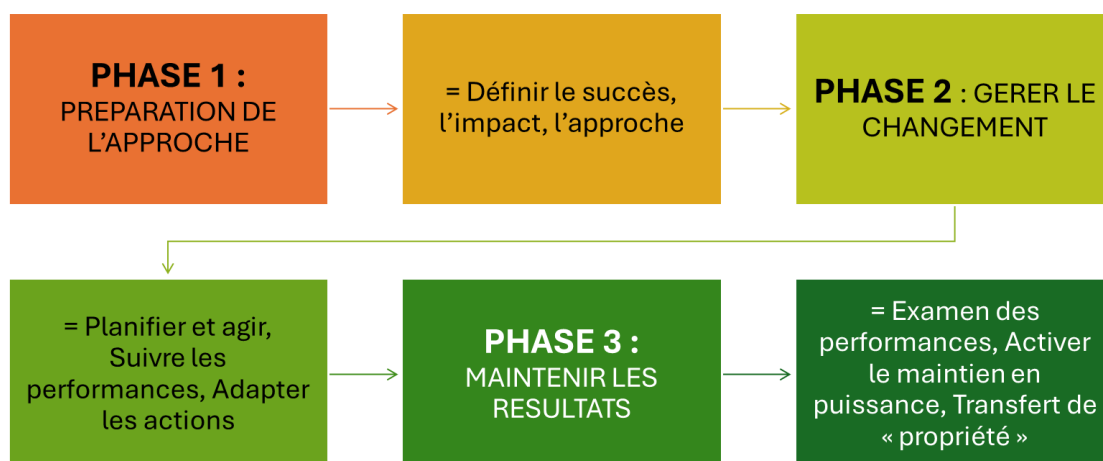 PHASE 1 :
PREPARATION DE
L’APPROCHE
= Définir le succès,
l’impact, l’approche
PHASE 2 : GERER LE
CHANGEMENT
= Planifier et agir,
Suivre les
performances, Adapter
les actions
PHASE 3 :
MAINTENIR LES
RESULTATS
= Examen des
performances, Activer
le maintien en
puissance, Transfert de
« propriété »